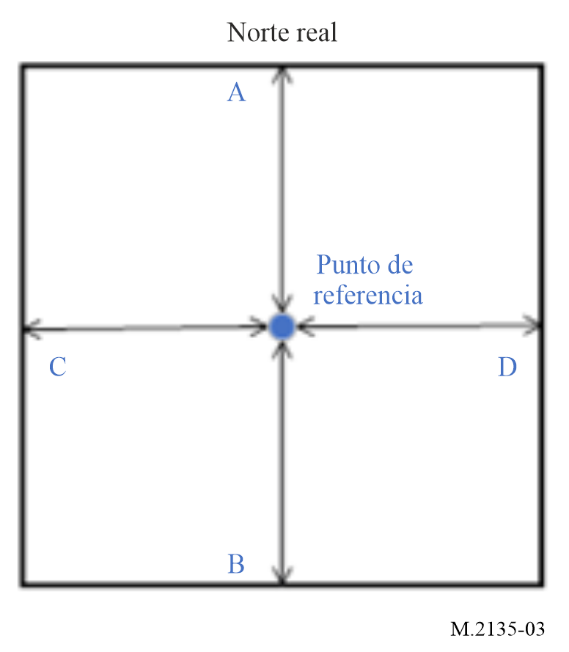 Norte real
A
Punto de
referencia
C
D
B
M.2135-03